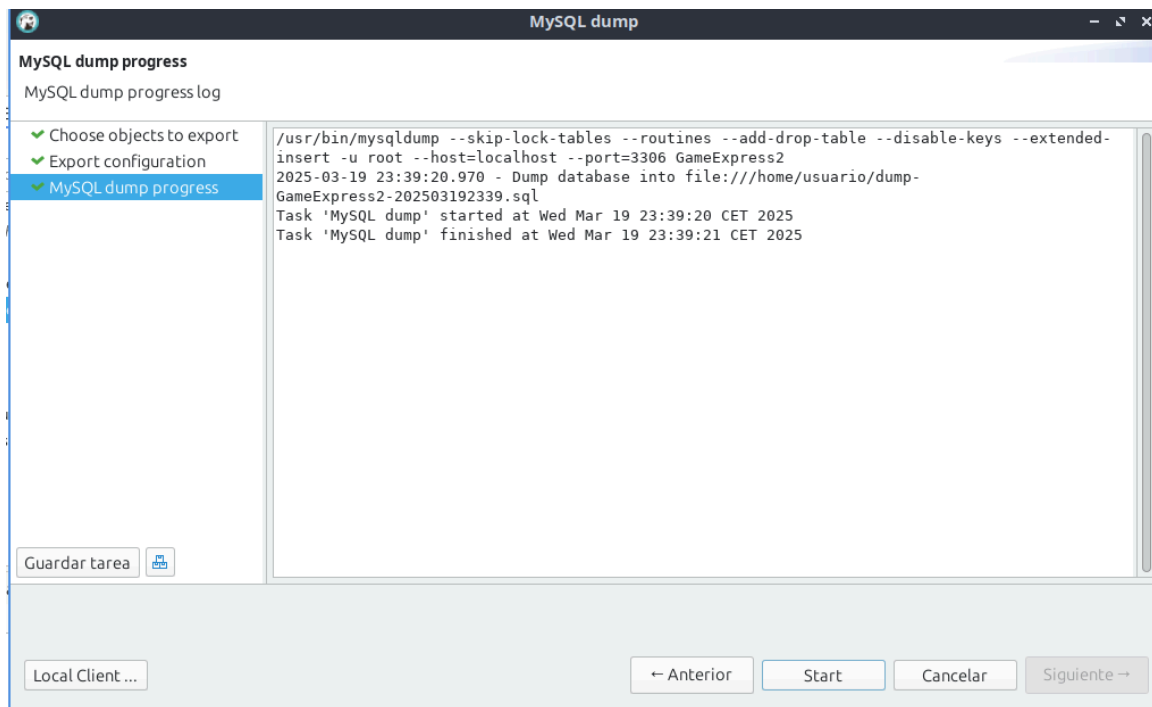 MySQL dump
MySQL dump progress
MySQL dump progress log
Choose objects to export
Export configuration
MySQL dump progress
/usr/bin/mysqldump --skip-lock-tables --routines --add-drop-table --disable-keys --extended-
insert -u root --host=localhost --port=3306 GameExpress2
2025-03-19 23:39:20.970 - Dump database into file:///home/usuario/dump-
GameExpress2-202503192339.sql
Task 'MySQL dump' started at Wed Mar 19 23:39:20 CET 2025
Task 'MySQL dump' finished at Wed Mar 19 23:39:21 CET 2025
Guardar tarea
Local Client ...
←Anterior
Start
Cancelar
Siguiente→